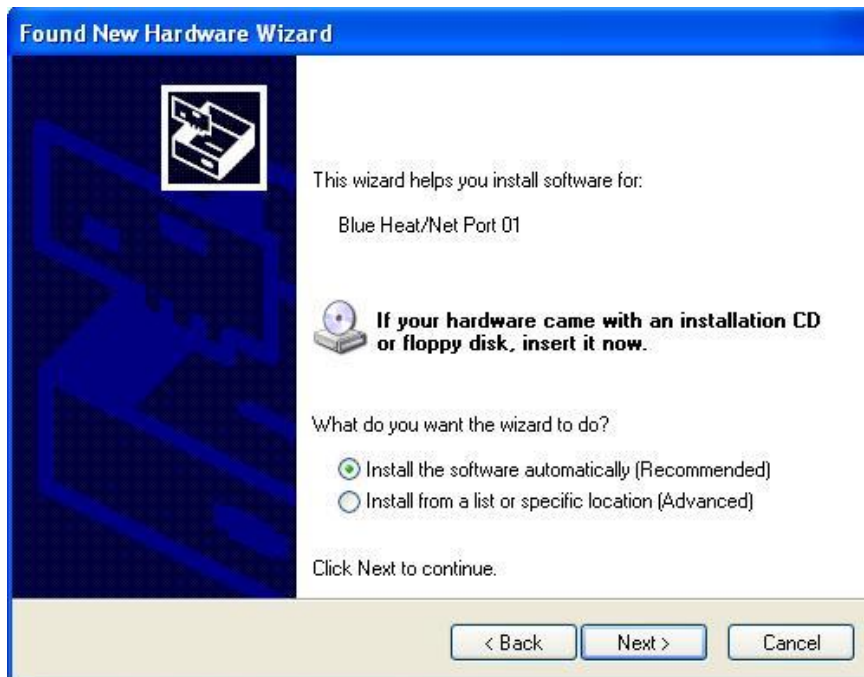 Found New Hardware Wizard
This wizard helps you install software for:
Blue Heat/Net Port 01
If your hardware came with an installation CD
or floppy disk, insert it now.
What do you want the wizard to do?
Install the software automatically (Recommended)
Install from a list or specific location (Advanced)
Click Next to continue.
< Back
Next >
Cancel